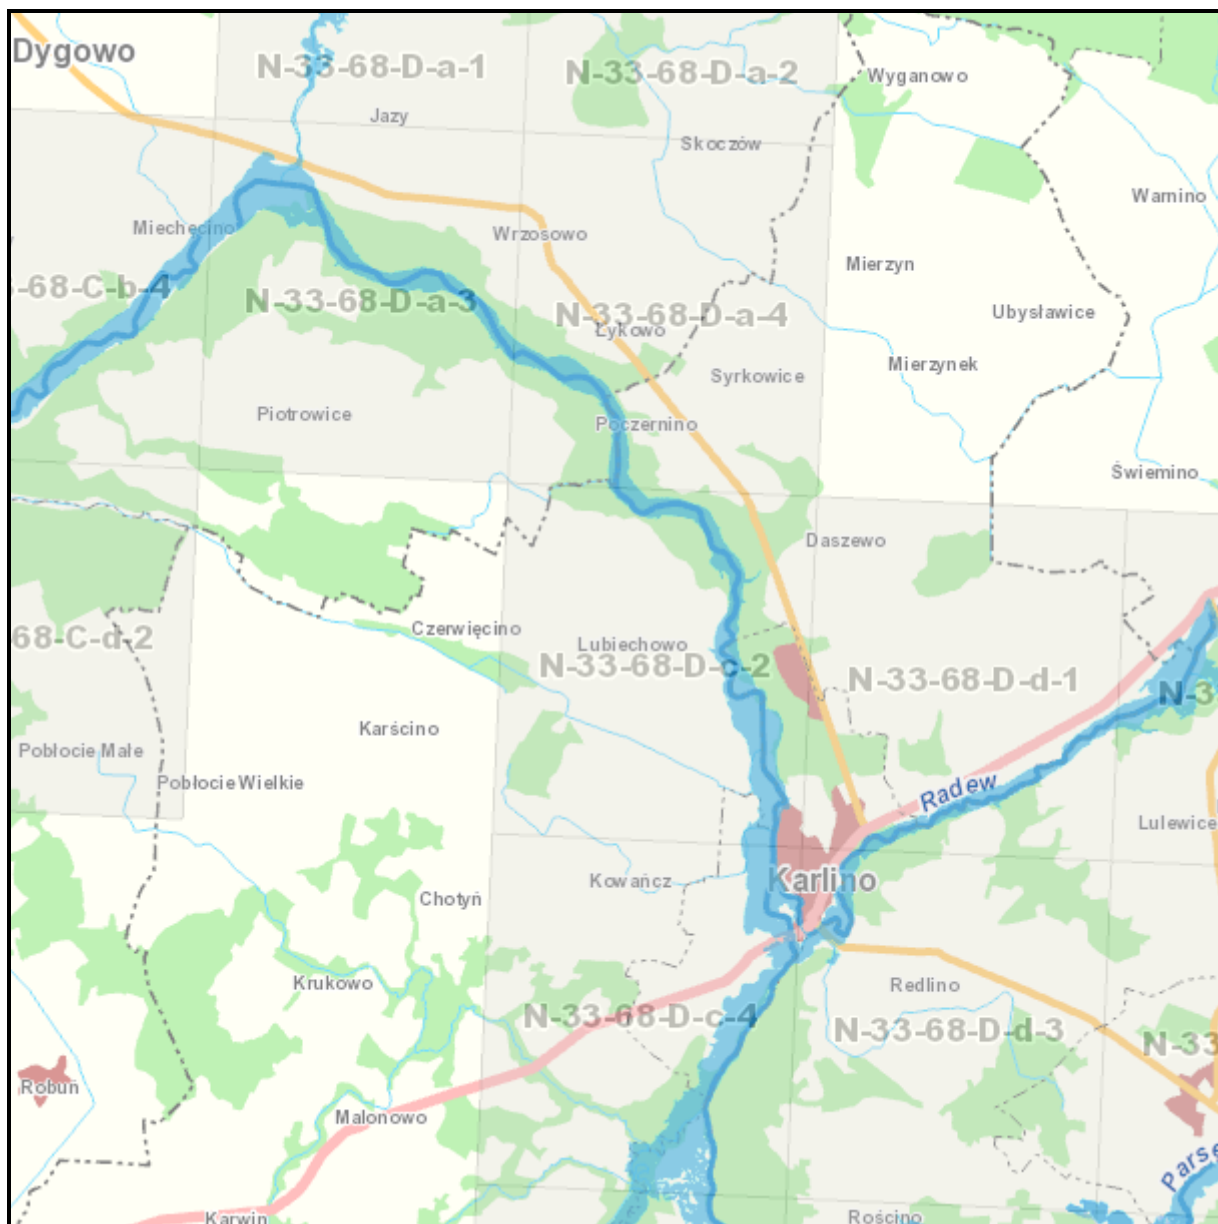 Dygowo
N-33-68-D-a-1
N-33-68-D-a-2
Wyganowo
Jazy
Skoczów
Warnino
Miechęcino
Wrzosowo
Mierzyn
-68-C-b-4
N-33-68-D-a-3
N-33-68-D-a-4
Ubysławice
Łykowo
Mierzynek
Syrkowice
Piotrowice
Poczernino
Świemino
Daszewo
68-C-d-2
Czerwięcino
Lubiechowo
N-33-68-D-c-2
N-33-68-D-d-1
N-3
Karścino
Pobłocie Małe
Pobłocie Wielkie
Radew
Lulewice
Karlino
Kowańcz
Chotyń
Krukowo
Redlino
N-33-68-D-c-4
N-33-68-D-d-3
N-33
Robuń
Malonowo
Parsę
Karwin
Rościno